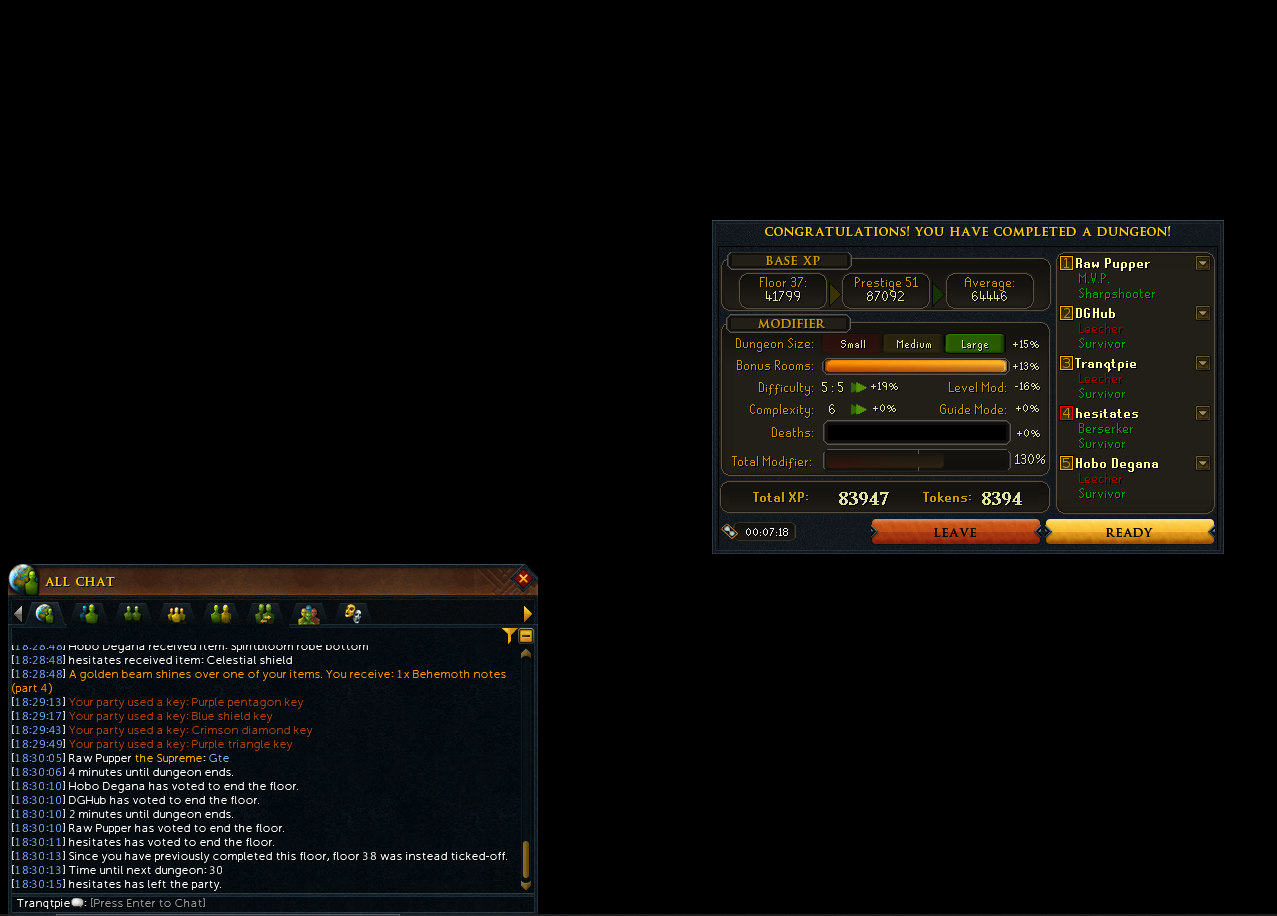 CONGRATULATIONS! YOU HAVE COMPLETED A DUNGEON!
BASE XP
Floor 37: Prestige 51 Average:
41799 87092 64446
MODIFIER
Dungeon Size: Small Medium Large +15%
Bonus Rooms: +13%
Difficulty: 5 : 5 +19% Level Mod: -16%
Complexity: 6 +0% Guide Mode: +0%
Deaths: +0%
Total Modifier: 130%
Total XP: 83947 Tokens: 8394
00:07:18 LEAVE READY
1 Raw Pupper
M.V.P.
Sharpshooter
2 DGHub
Leecher
Survivor
3 Tranqtpie
Leecher
Survivor
4 hesitates
Berserker
Survivor
5 Hobo Degana
Leecher
Survivor
ALL CHAT
[18:28:48] Hobo Degana received item: Spiritbloom robe bottom
[18:28:48] hesitates received item: Celestial shield
[18:28:48] A golden beam shines over one of your items. You receive: 1 x Behemoth notes
(part 4)
[18:29:13] Your party used a key: Purple pentagon key
[18:29:17] Your party used a key: Blue shield key
[18:29:43] Your party used a key: Crimson diamond key
[18:29:49] Your party used a key: Purple triangle key
[18:30:05] Raw Pupper the Supreme: Gte
[18:30:06] 4 minutes until dungeon ends.
[18:30:10] Hobo Degana has voted to end the floor.
[18:30:10] DGHub has voted to end the floor.
[18:30:10] 2 minutes until dungeon ends.
[18:30:10] Raw Pupper has voted to end the floor.
[18:30:11] hesitates has voted to end the floor.
[18:30:13] Since you have previously completed this floor, floor 38 was instead ticked-off.
[18:30:13] Time until next dungeon: 30
[18:30:15] hesitates has left the party.
Tranqtpie: [Press Enter to Chat]